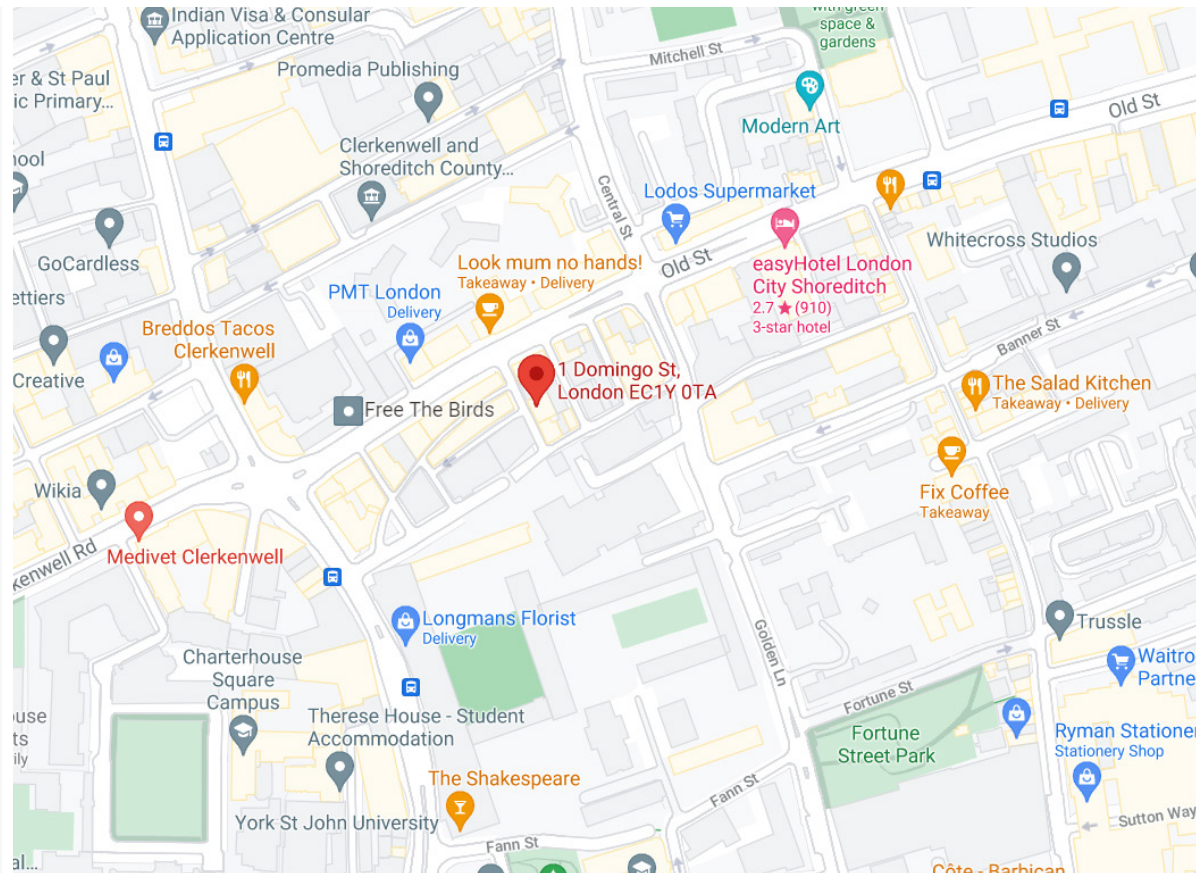 Indian Visa & Consular
Application Centre
with green
space &
gardens
Mitchell St
er & St Paul
ic Primary...
Promedia Publishing
Old St
Modern Art
Clerkenwell and
Shoreditch County...
hool
Central St
Lodos Supermarket
GoCardless
Whitecross Studios
Old St
Look mum no hands!
Takeaway • Delivery
easyHotel London
City Shoreditch
2.7 ★ (910)
3-star hotel
ettiers
PMT London
Delivery
Breddos Tacos
Clerkenwell
Banner St
Creative
1 Domingo St,
London EC1Y 0TA
The Salad Kitchen
Takeaway • Delivery
Free The Birds
Wikia
Fix Coffee
Takeaway
Medivet Clerkenwell
kenwell Rd
Longmans Florist
Delivery
Golden Ln
Trussle
Charterhouse
Square
Campus
Waitro
Partne
Fortune St
ouse
ts
ily
Therese House - Student
Accommodation
Fortune
Street Park
Ryman Statione
Stationery Shop
The Shakespeare
Fann St
York St John University
Sutton Way
Fann St
al...
Côte - Barbican